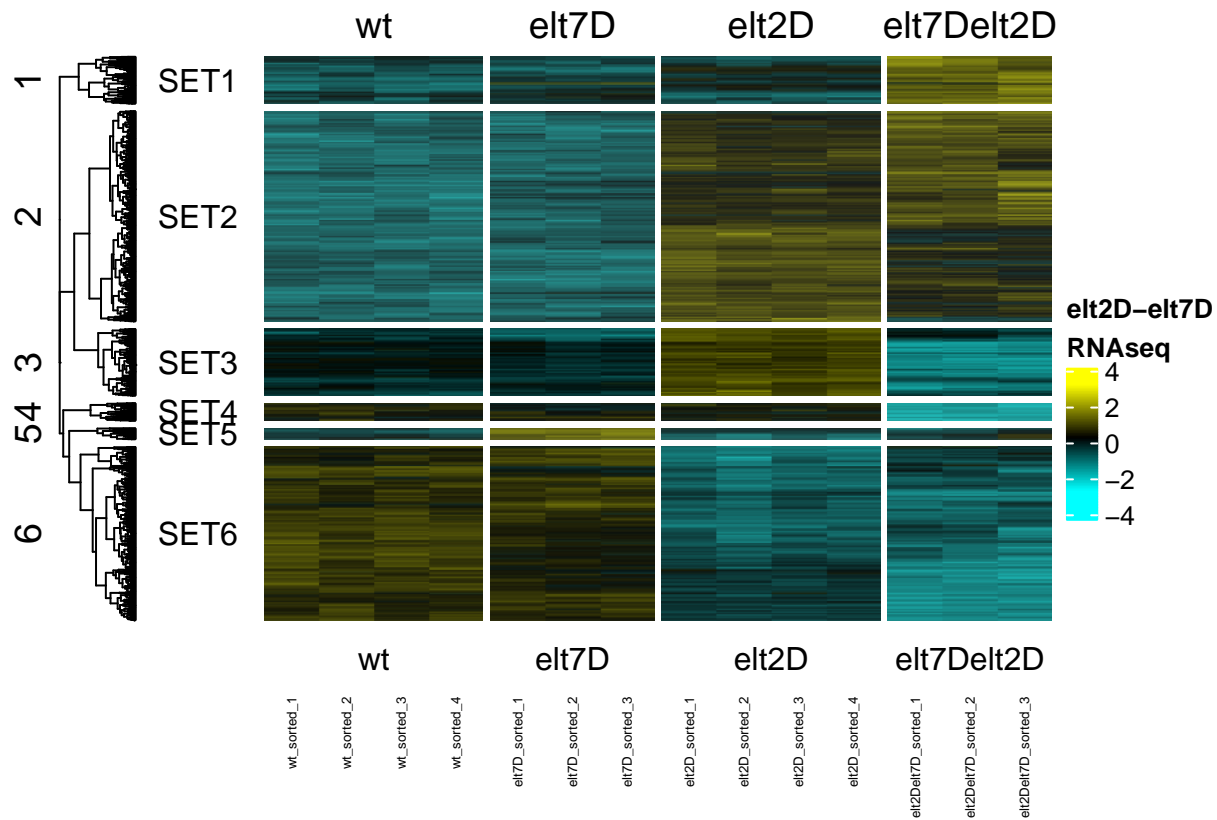 wt elt7D elt2D elt7Delt2D
1 SET1
2 SET2
3 SET3
4 SET4
5 SET5
6 SET6
elt2D−elt7D
RNAseq
4
2
0
−2
−4
wt elt7D elt2D elt7Delt2D
wt_sorted_1
wt_sorted_2
wt_sorted_3
wt_sorted_4
elt7D_sorted_1
elt7D_sorted_2
elt7D_sorted_3
elt2D_sorted_1
elt2D_sorted_2
elt2D_sorted_3
elt2D_sorted_4
elt2Delt7D_sorted_1
elt2Delt7D_sorted_2
elt2Delt7D_sorted_3